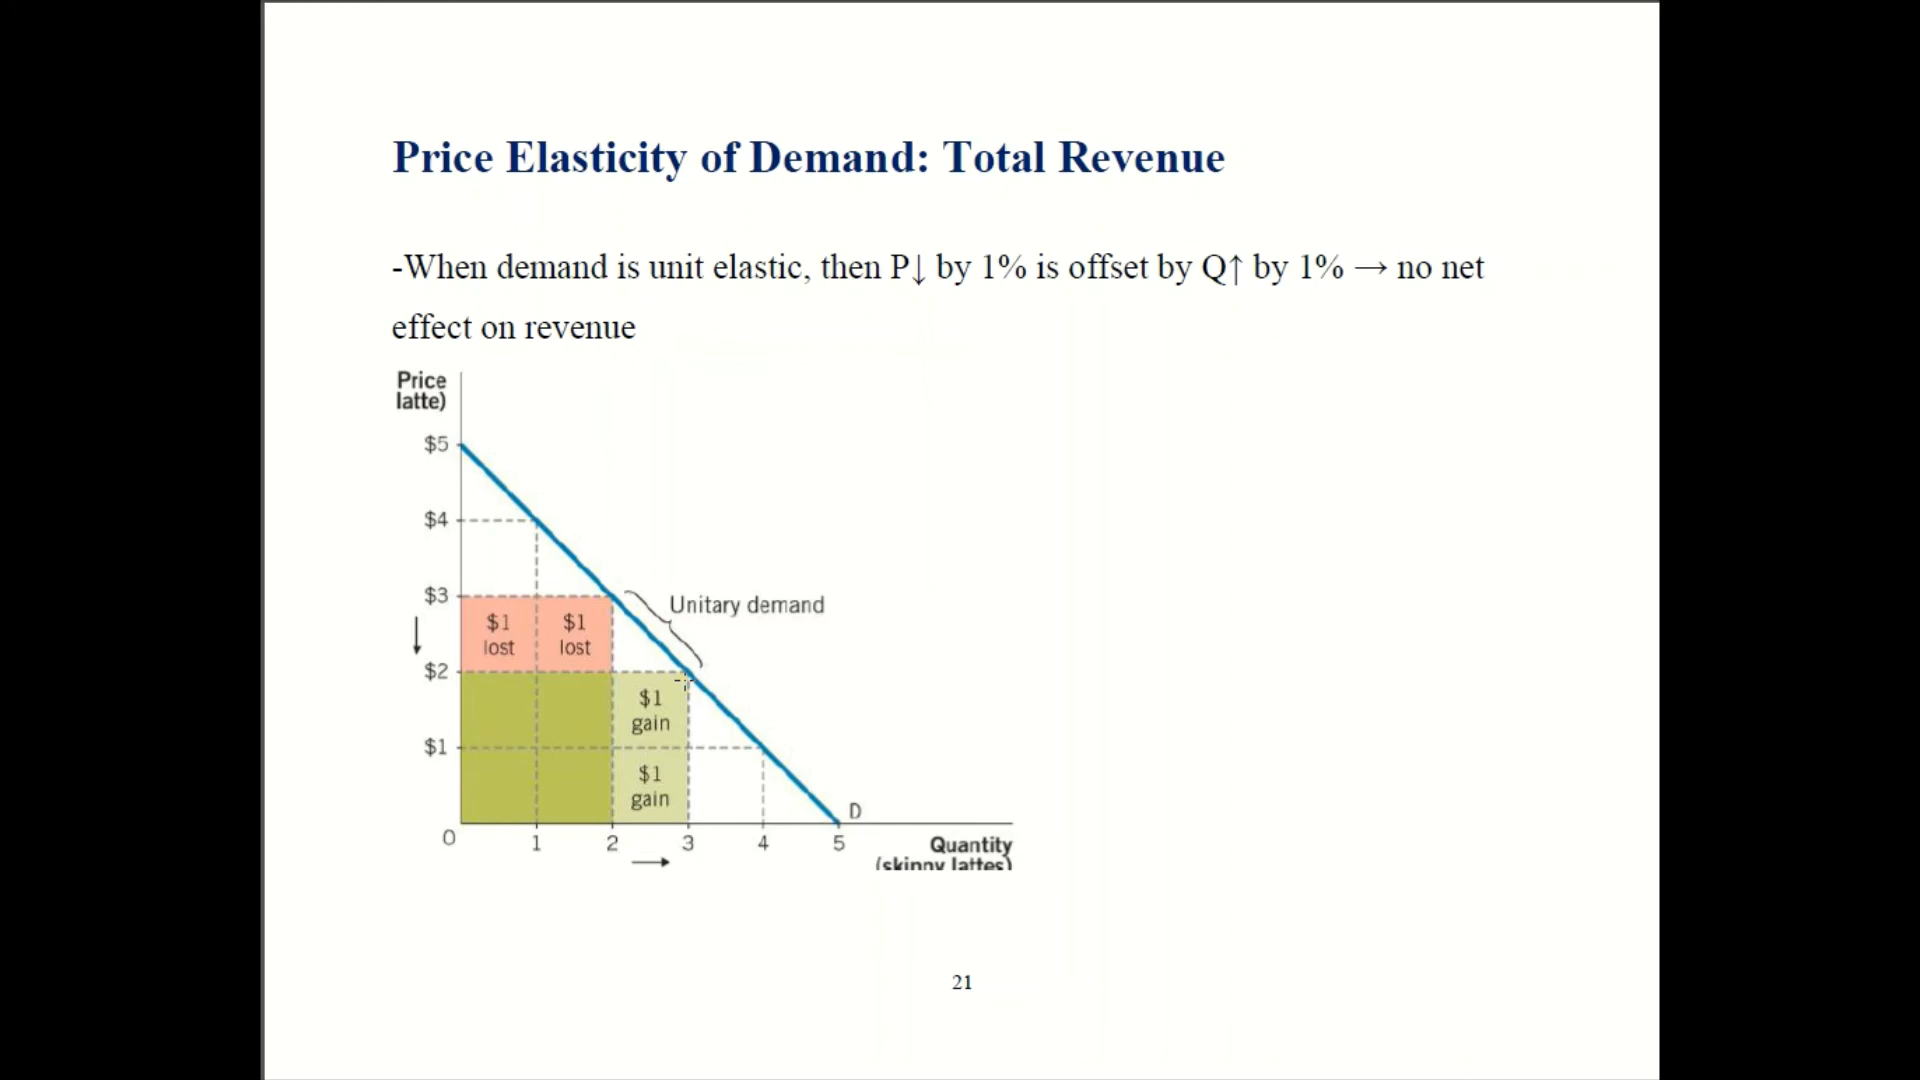 Price Elasticity of Demand: Total Revenue
-When demand is unit elastic, then P↓ by 1% is offset by Q↑ by 1% → no net
effect on revenue
Price
latte)
$5
$4
$3
$2
$1
Unitary demand
$1 lost
$1 lost
$1 gain
$1 gain
D
0
1
2
3
4
5
Quantity
(skinny lattes)
21